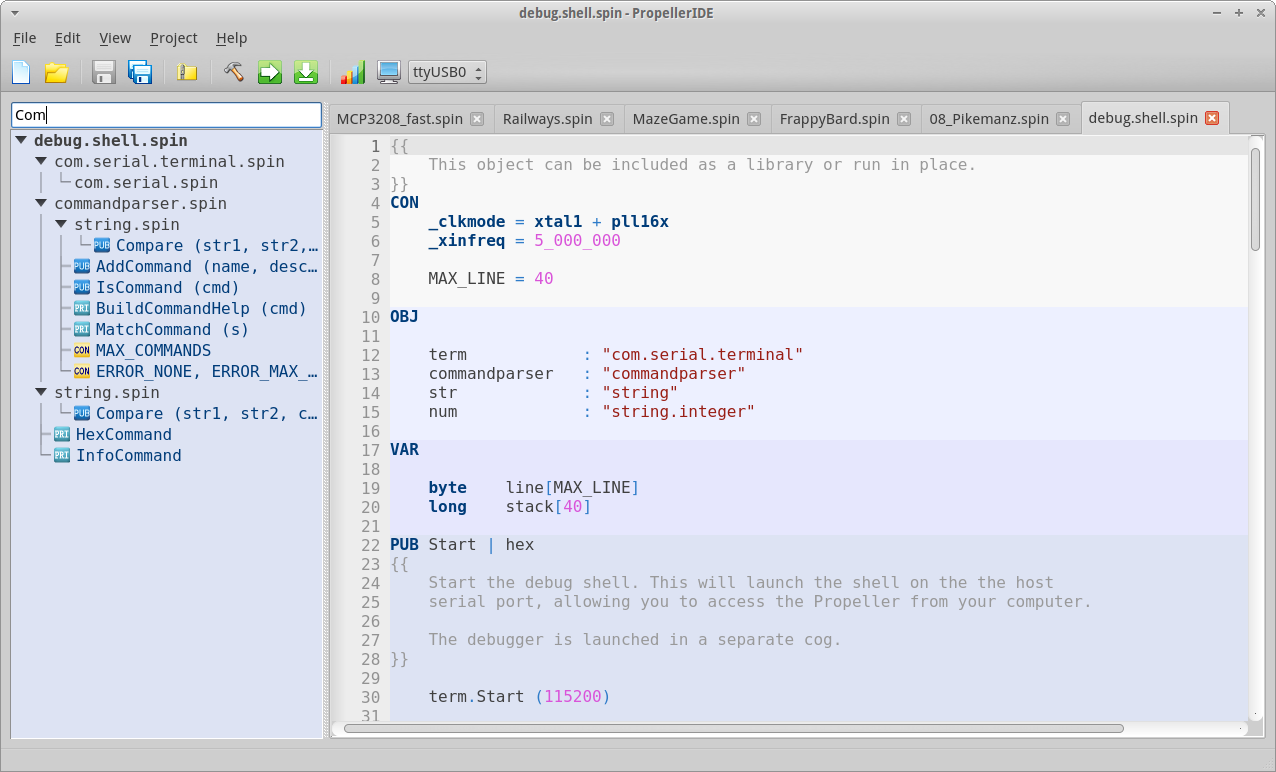 debug.shell.spin - PropellerIDE
File Edit View Project Help
ttyUSB0
Com
debug.shell.spin
com.serial.terminal.spin
com.serial.spin
commandparser.spin
string.spin
PUB Compare (str1, str2,...
PUB AddCommand (name, desc...
PUB IsCommand (cmd)
PRI BuildCommandHelp (cmd)
PRI MatchCommand (s)
CON MAX_COMMANDS
CON ERROR_NONE, ERROR_MAX_...
string.spin
PUB Compare (str1, str2, c...
PRI HexCommand
PRI InfoCommand
MCP3208_fast.spin Railways.spin MazeGame.spin FrappyBard.spin 08_Pikemanz.spin debug.shell.spin
1 {{
2     This object can be included as a library or run in place.
3 }}
4 CON
5     _clkmode = xtal1 + pll16x
6     _xinfreq = 5_000_000
7
8     MAX_LINE = 40
9
10 OBJ
11
12     term            : "com.serial.terminal"
13     commandparser   : "commandparser"
14     str             : "string"
15     num             : "string.integer"
16
17 VAR
18
19     byte    line[MAX_LINE]
20     long    stack[40]
21
22 PUB Start | hex
23 {{
24     Start the debug shell. This will launch the shell on the the host
25     serial port, allowing you to access the Propeller from your computer.
26
27     The debugger is launched in a separate cog.
28 }}
29
30     term.Start (115200)
31